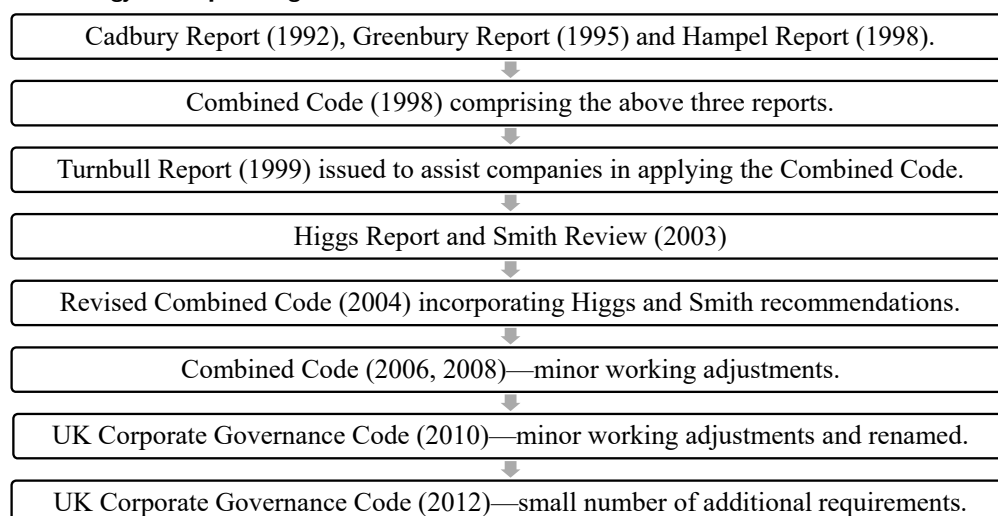 Cadbury Report (1992), Greenbury Report (1995) and Hampel Report (1998).
Combined Code (1998) comprising the above three reports.
Turnbull Report (1999) issued to assist companies in applying the Combined Code.
Higgs Report and Smith Review (2003)
Revised Combined Code (2004) incorporating Higgs and Smith recommendations.
Combined Code (2006, 2008)—minor working adjustments.
UK Corporate Governance Code (2010)—minor working adjustments and renamed.
UK Corporate Governance Code (2012)—small number of additional requirements.